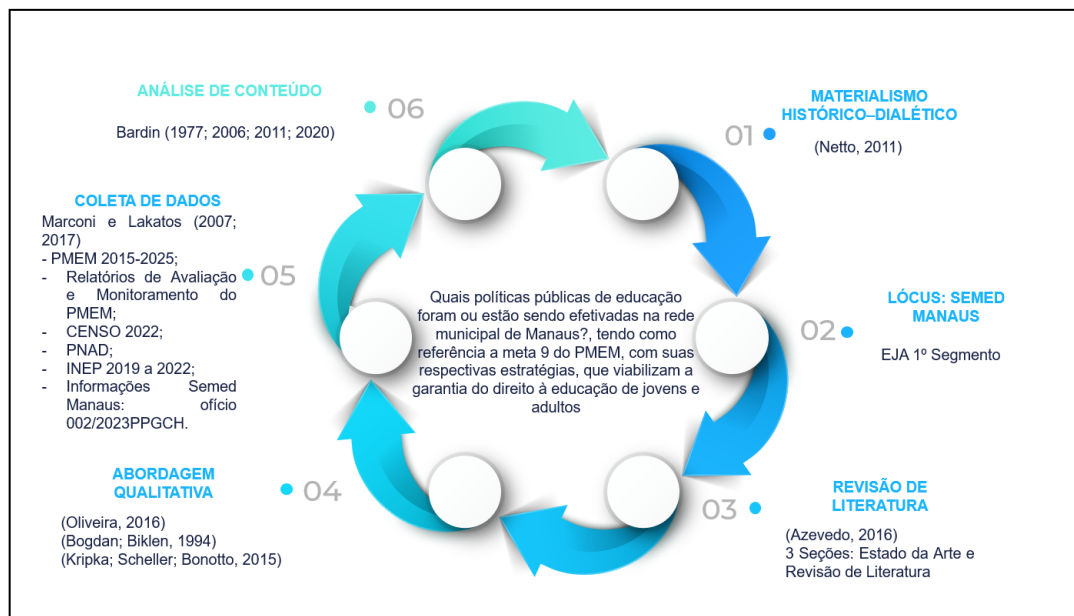 01
MATERIALISMO
HISTÓRICO–DIALÉTICO
(Netto, 2011)
02
LÓCUS: SEMED
MANAUS
EJA 1º Segmento
03
REVISÃO DE
LITERATURA
(Azevedo, 2016)
3 Seções: Estado da Arte e
Revisão de Literatura
04
ABORDAGEM
QUALITATIVA
(Oliveira, 2016)
(Bogdan; Biklen, 1994)
(Kripka; Scheller; Bonotto, 2015)
05
COLETA DE DADOS
Marconi e Lakatos (2007;
2017)
- PMEM 2015-2025;
- Relatórios de Avaliação
e Monitoramento do
PMEM;
- CENSO 2022;
- PNAD;
- INEP 2019 a 2022;
- Informações Semed
Manaus: ofício
002/2023PPGCH.
06
ANÁLISE DE CONTEÚDO
Bardin (1977; 2006; 2011; 2020)
Quais políticas públicas de educação
foram ou estão sendo efetivadas na rede
municipal de Manaus?, tendo como
referência a meta 9 do PMEM, com suas
respectivas estratégias, que viabilizam a
garantia do direito à educação de jovens e
adultos